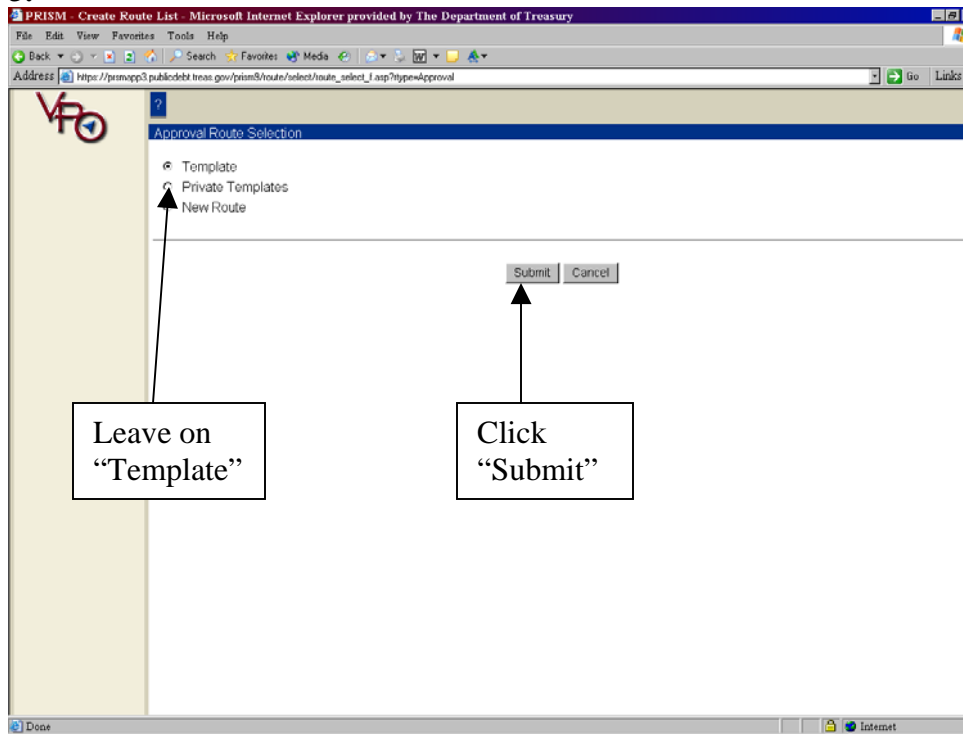 PRISM - Create Route List - Microsoft Internet Explorer provided by The Department of Treasury
File Edit View Favorites Tools Help
Back Search Favorites Media
Address https://prismapp3.publicdebt.treas.gov/prism8/route/select/route_select_f.asp?rtype=Approval Go Links
VPO
?
Approval Route Selection
Template
Private Templates
New Route
Submit Cancel
Leave on
“Template”
Click
“Submit”
Done Internet